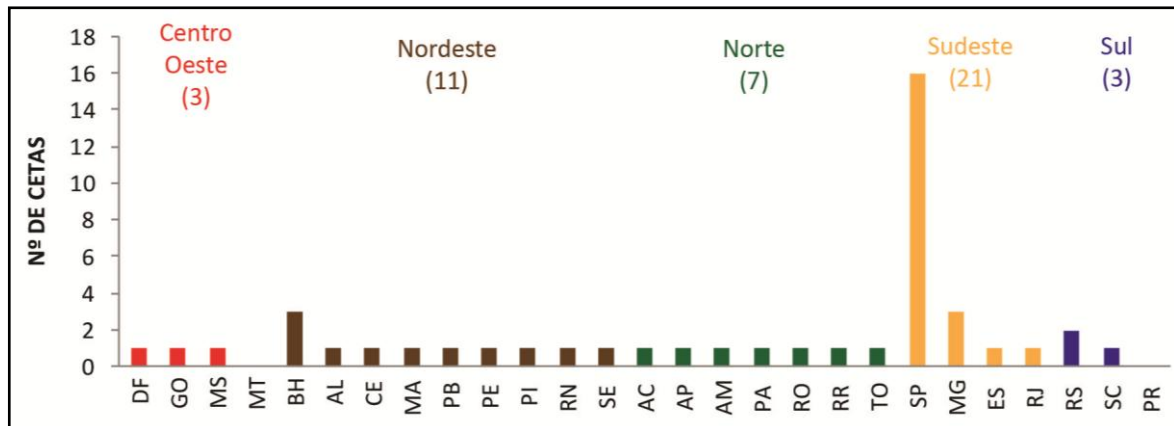 Centro
Oeste
(3)
Nordeste
(11)
Norte
(7)
Sudeste
(21)
Sul
(3)
Nº DE CETAS
18
16
14
12
10
8
6
4
2
0
DF GO MS MT BH AL CE MA PB PE PI RN SE AC AP AM PA RO RR TO SP MG ES RJ RS SC PR